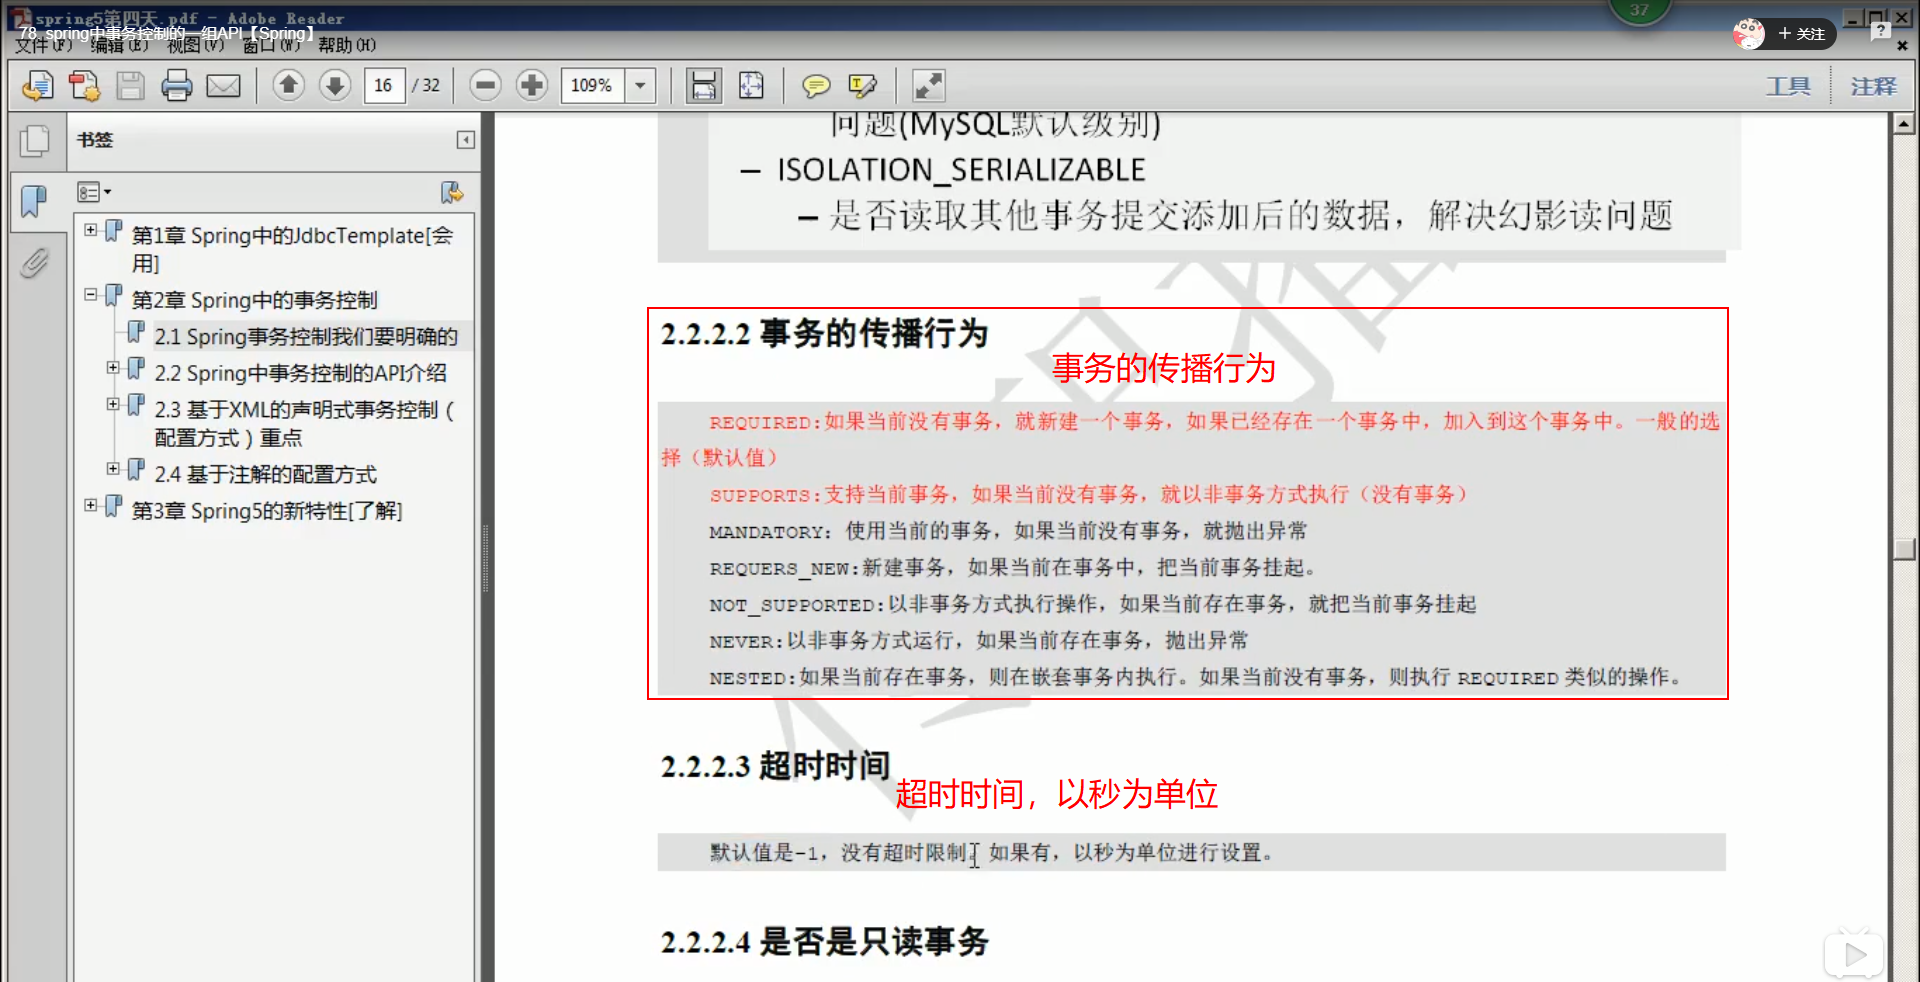 spring5第四天.pdf - Adobe Reader
78_spring中事务控制的一组API【Spring】
37
+ 关注
文件(F) 编辑(E) 视图(V) 窗口(W) 帮助(H)
16 / 32
109%
工具
注释
书签
第1章 Spring中的JdbcTemplate[会
用]
第2章 Spring中的事务控制
2.1 Spring事务控制我们要明确的
2.2 Spring中事务控制的API介绍
2.3 基于XML的声明式事务控制（
配置方式）重点
2.4 基于注解的配置方式
第3章 Spring5的新特性[了解]
问题(MySQL默认级别)
– ISOLATION_SERIALIZABLE
– 是否读取其他事务提交添加后的数据，解决幻影读问题
2.2.2.2 事务的传播行为
事务的传播行为
REQUIRED:如果当前没有事务，就新建一个事务，如果已经存在一个事务中，加入到这个事务中。一般的选
择（默认值）
SUPPORTS:支持当前事务，如果当前没有事务，就以非事务方式执行（没有事务）
MANDATORY: 使用当前的事务，如果当前没有事务，就抛出异常
REQUERS_NEW:新建事务，如果当前在事务中，把当前事务挂起。
NOT_SUPPORTED:以非事务方式执行操作，如果当前存在事务，就把当前事务挂起
NEVER:以非事务方式运行，如果当前存在事务，抛出异常
NESTED:如果当前存在事务，则在嵌套事务内执行。如果当前没有事务，则执行 REQUIRED 类似的操作。
2.2.2.3 超时时间
超时时间，以秒为单位
默认值是-1，没有超时限制。如果有，以秒为单位进行设置。
2.2.2.4 是否是只读事务